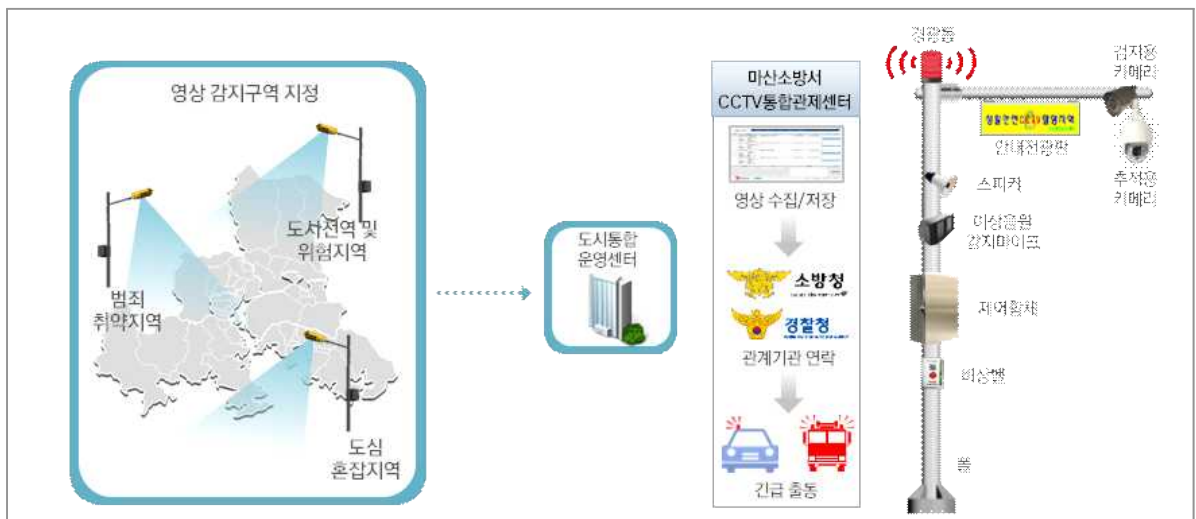 영상 감지구역 지정
도서전역 및
위험지역
범죄
취약지역
도심
혼잡지역
도시통합
운영센터
마산소방서
CCTV통합관제센터
영상 수집/저장
소방청
경찰청
관계기관 연락
긴급 출동
경광등
검지용
카메라
안내전광판
추적용
카메라
스피커
이상음원
감지마이크
제어함체
비상벨
폴